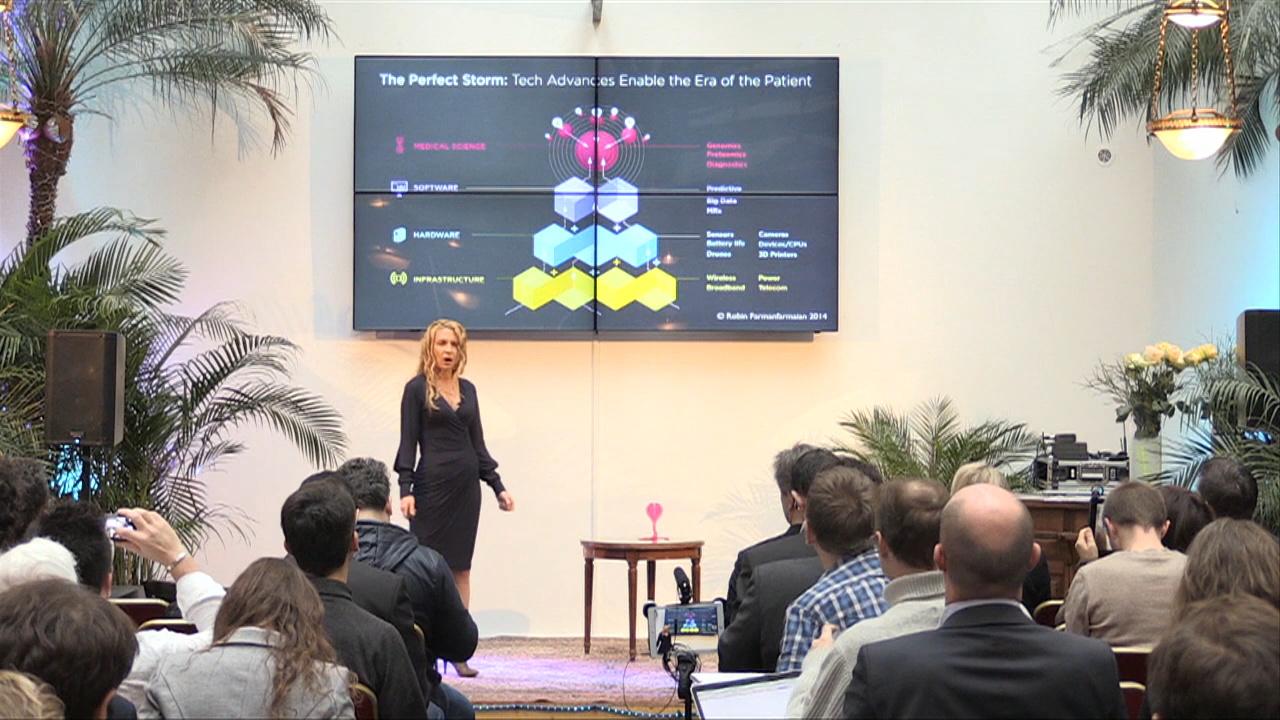 The Perfect Storm: Tech Advances Enable the Era of the Patient
MEDICAL SCIENCE
Genomics
Proteomics
Diagnostics
SOFTWARE
Predictive
Big Data
MRIs
HARDWARE
Sensors Cameras
Battery life Devices/CPUs
Drones 3D Printers
INFRASTRUCTURE
Wireless Power
Broadband Telecom
© Robin Farmanfarmaian 2014